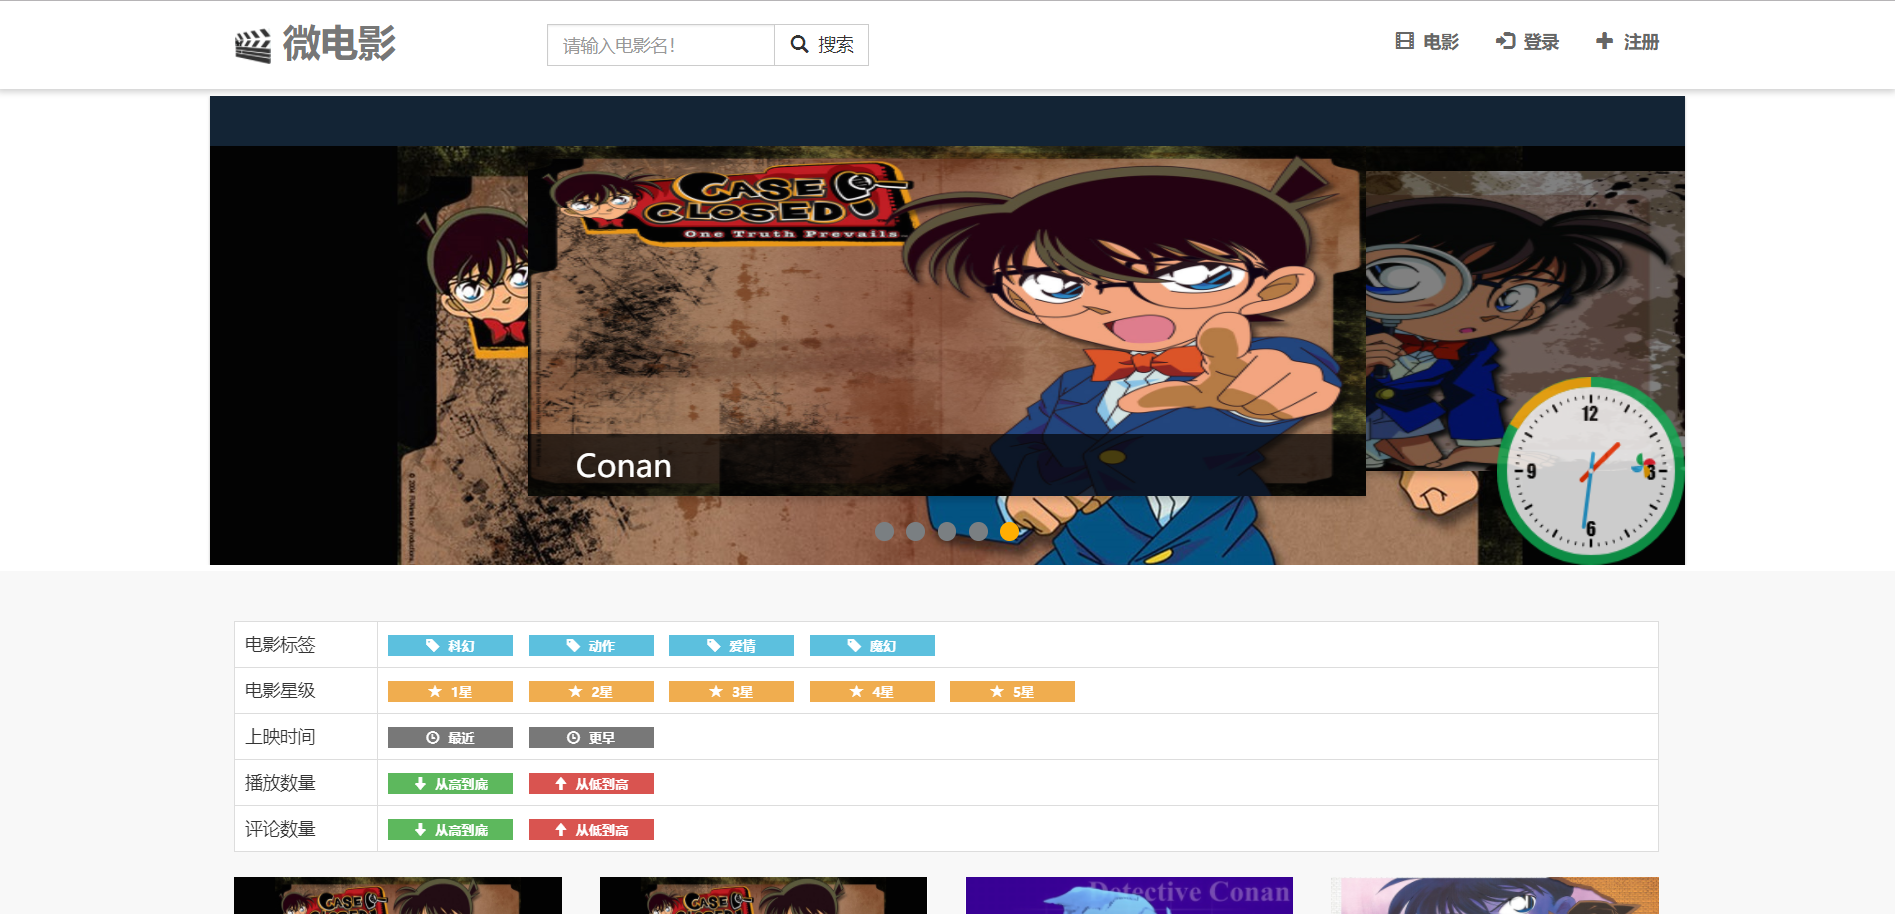 微电影
请输入电影名！
搜索
电影
登录
注册
CASE CLOSED!
One Truth Prevails
Conan
12
9
3
6
电影标签 科幻 动作 爱情 魔幻
电影星级 1星 2星 3星 4星 5星
上映时间 最近 更早
播放数量 从高到底 从低到高
评论数量 从高到底 从低到高
CASE
CASE
Detective Conan